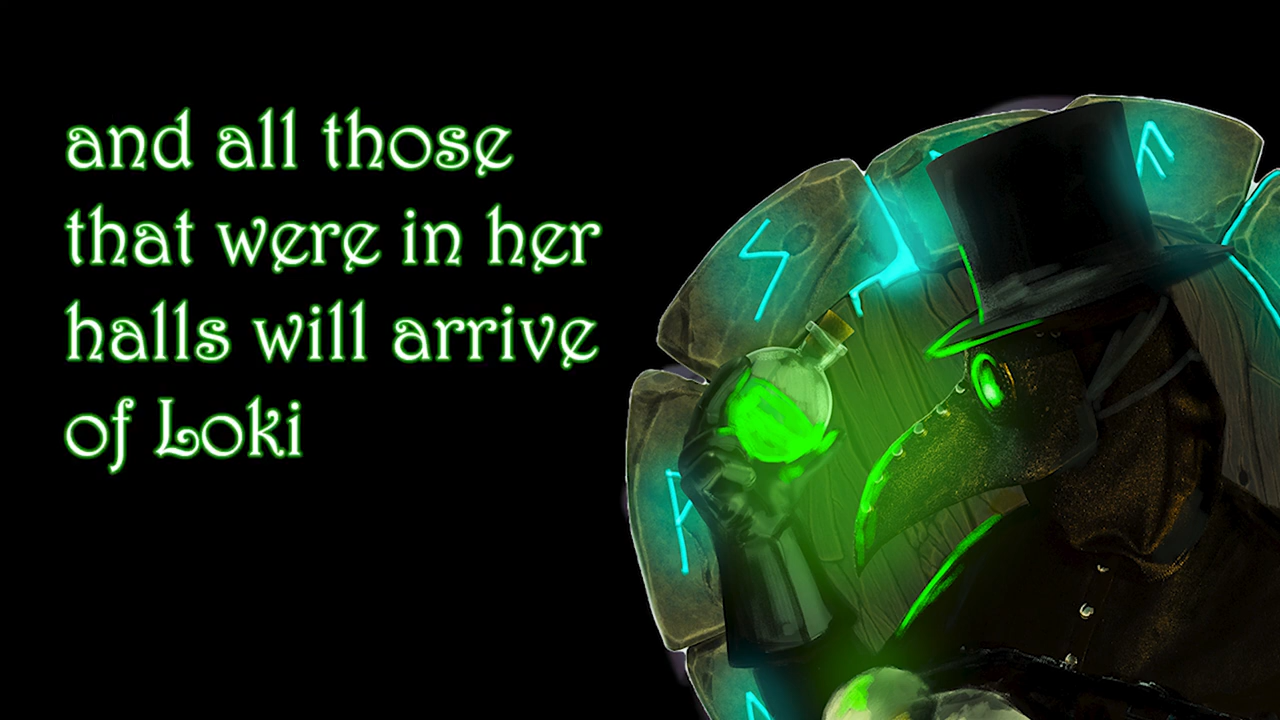 and all those
that were in her
halls will arrive
of Loki